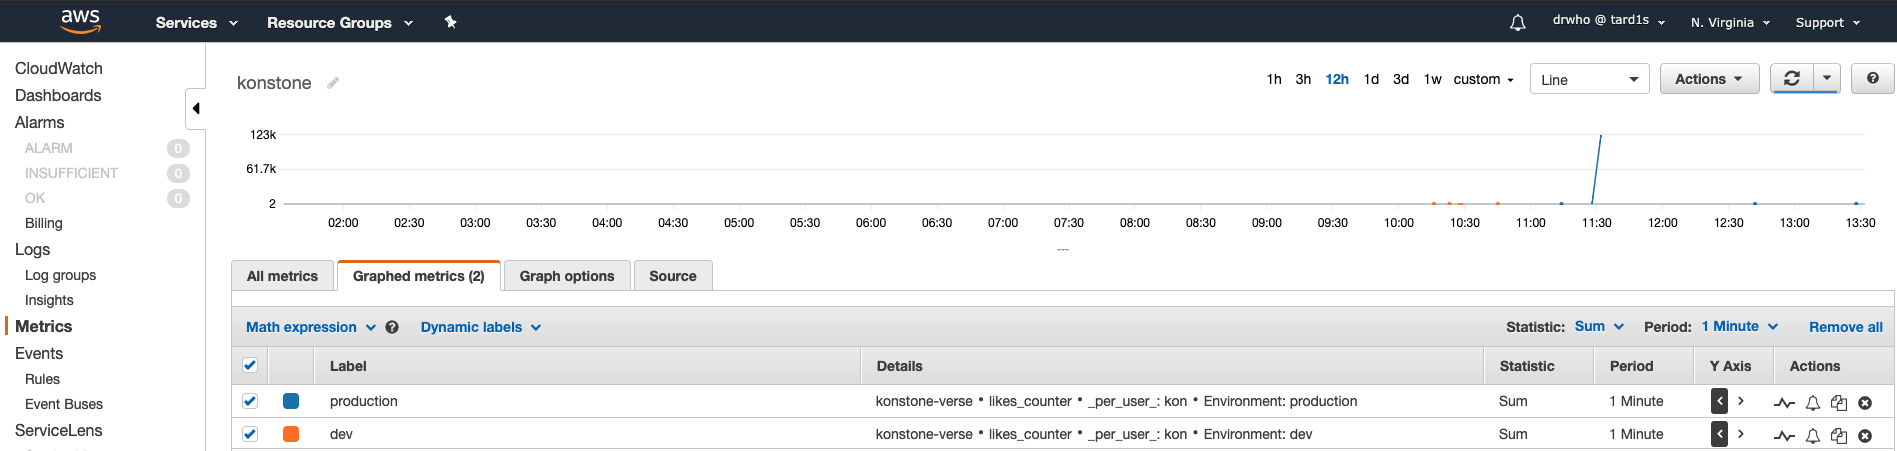 aws Services Resource Groups drwho @ tard1s N. Virginia Support
CloudWatch
Dashboards
Alarms
ALARM 0
INSUFFICIENT 0
OK 0
Billing
Logs
Log groups
Insights
Metrics
Events
Rules
Event Buses
ServiceLens
konstone 1h 3h 12h 1d 3d 1w custom Line Actions
123k
61.7k
2
02:00 02:30 03:00 03:30 04:00 04:30 05:00 05:30 06:00 06:30 07:00 07:30 08:00 08:30 09:00 09:30 10:00 10:30 11:00 11:30 12:00 12:30 13:00 13:30
All metrics Graphed metrics (2) Graph options Source
Math expression Dynamic labels Statistic: Sum Period: 1 Minute Remove all
Label Details Statistic Period Y Axis Actions
production konstone-verse • likes_counter • _per_user_: kon • Environment: production Sum 1 Minute
dev konstone-verse • likes_counter • _per_user_: kon • Environment: dev Sum 1 Minute